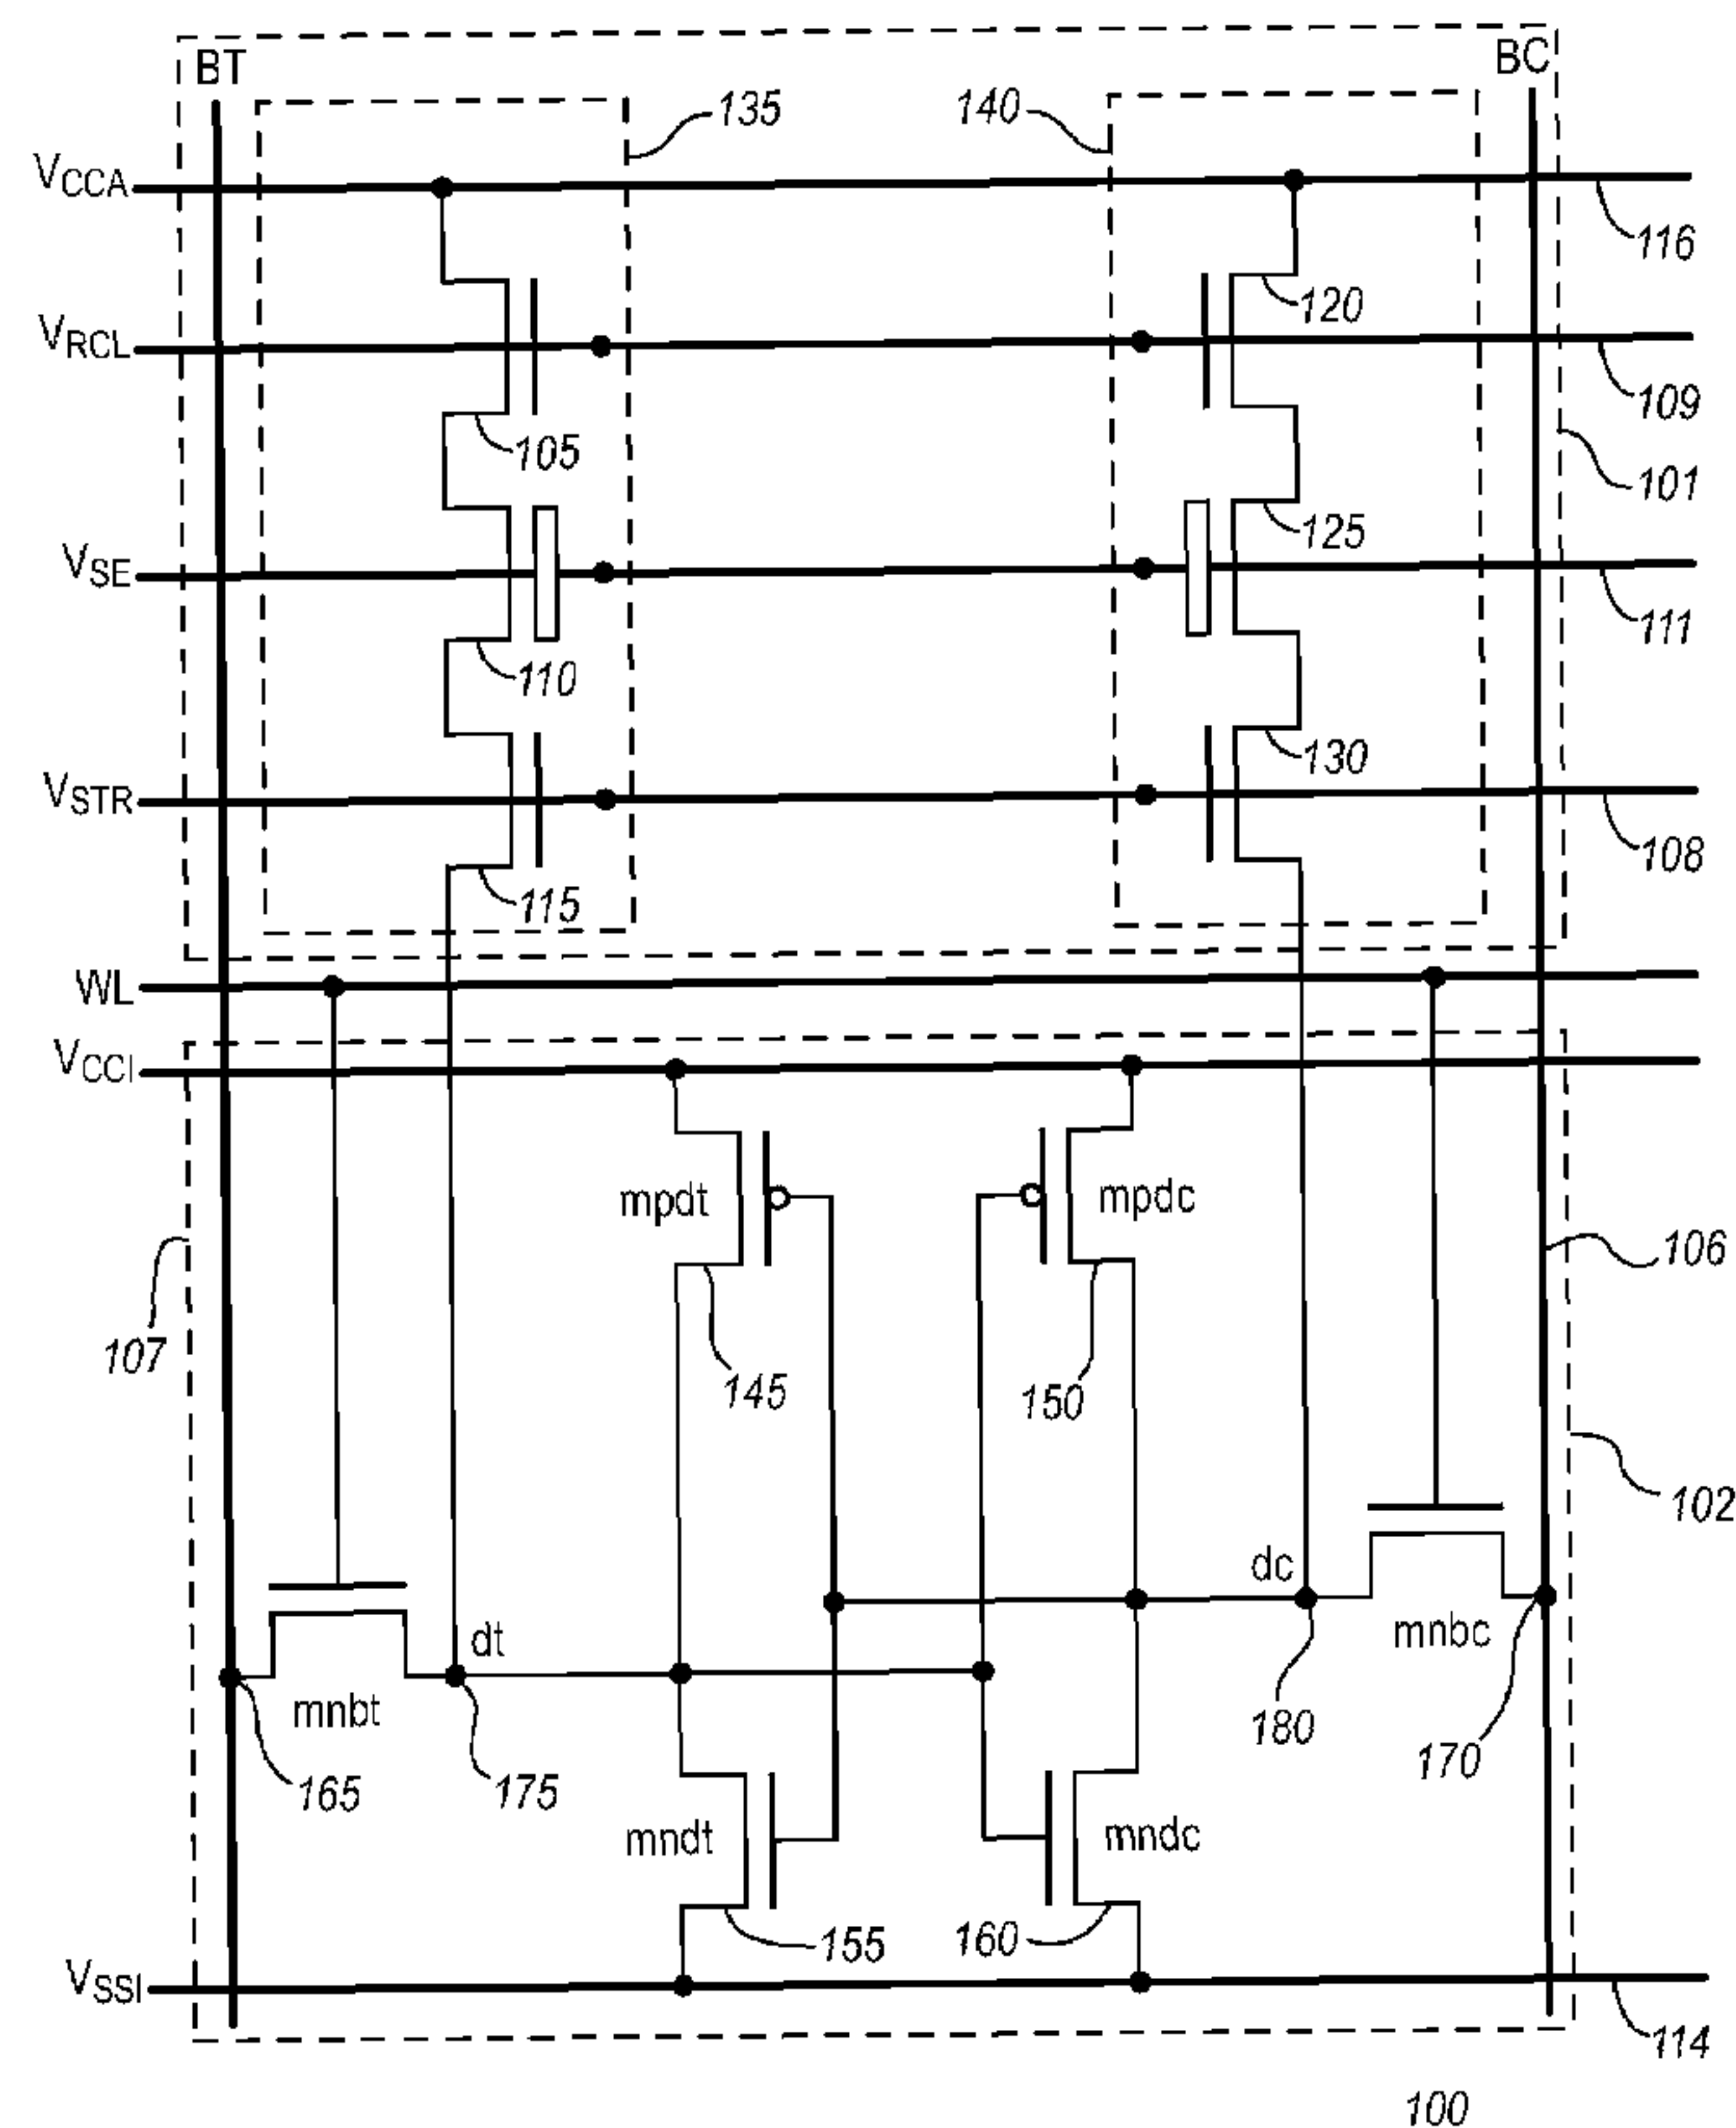 BT
BC
135
140
VCCA
116
120
VRCL
109
105
101
125
VSE
111
110
130
VSTR
108
115
WL
VCCI
mpdt
mpdc
106
107
145
150
102
dc
dt
mnbc
mnbt
180
170
165
175
mndt
mndc
155
160
VSSI
114
100